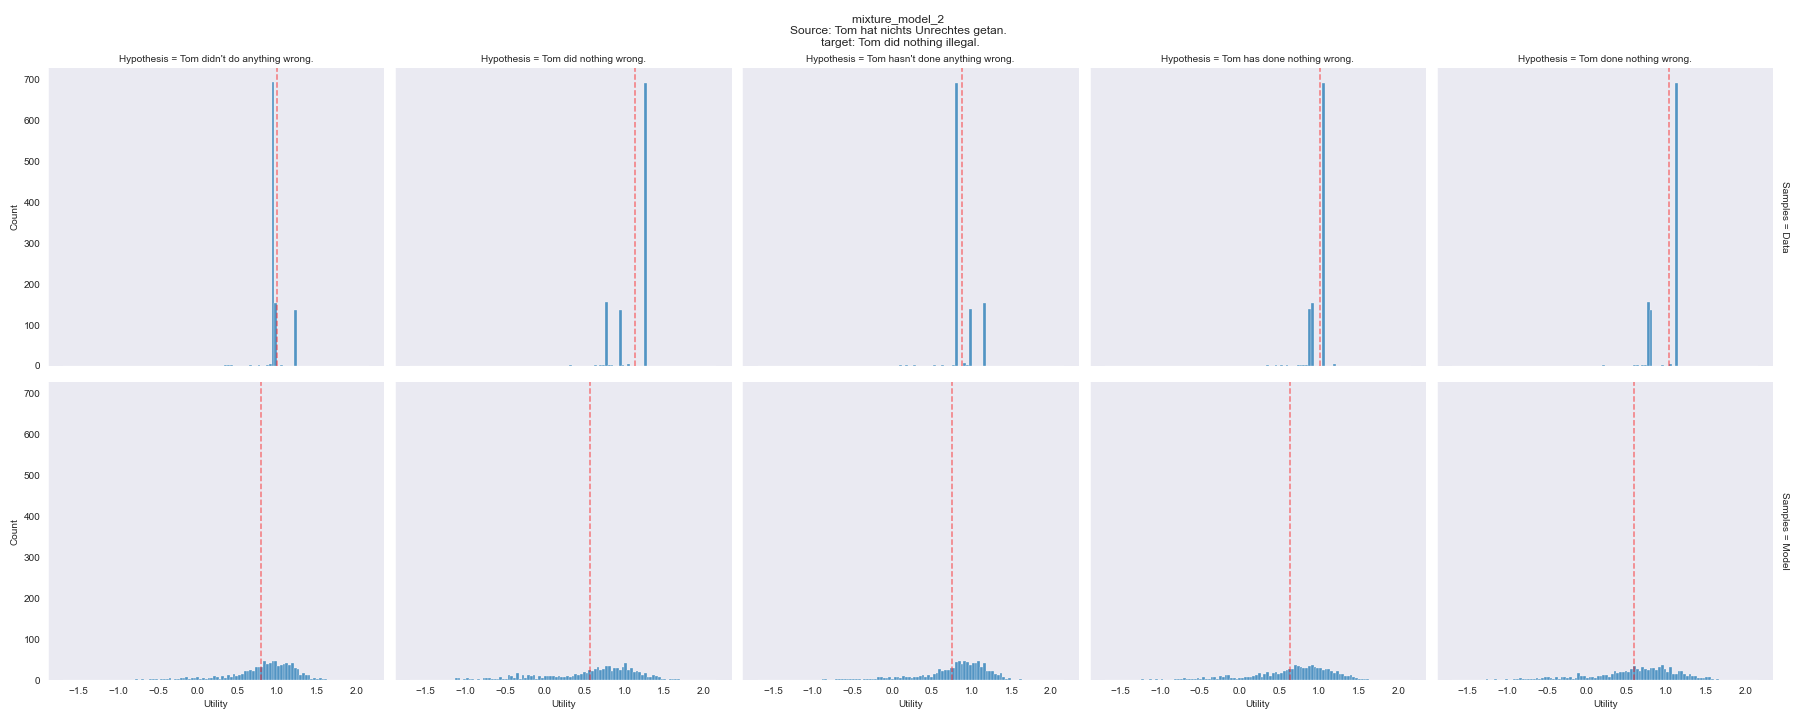 mixture_model_2
Source: Tom hat nichts Unrechtes getan.
target: Tom did nothing illegal.
Hypothesis = Tom didn't do anything wrong.
Hypothesis = Tom did nothing wrong.
Hypothesis = Tom hasn't done anything wrong.
Hypothesis = Tom has done nothing wrong.
Hypothesis = Tom done nothing wrong.
700
600
500
400
300
200
100
0
Count
Samples = Data
700
600
500
400
300
200
100
0
Count
Samples = Model
−1.5 −1.0 −0.5 0.0 0.5 1.0 1.5 2.0
−1.5 −1.0 −0.5 0.0 0.5 1.0 1.5 2.0
−1.5 −1.0 −0.5 0.0 0.5 1.0 1.5 2.0
−1.5 −1.0 −0.5 0.0 0.5 1.0 1.5 2.0
−1.5 −1.0 −0.5 0.0 0.5 1.0 1.5 2.0
Utility
Utility
Utility
Utility
Utility